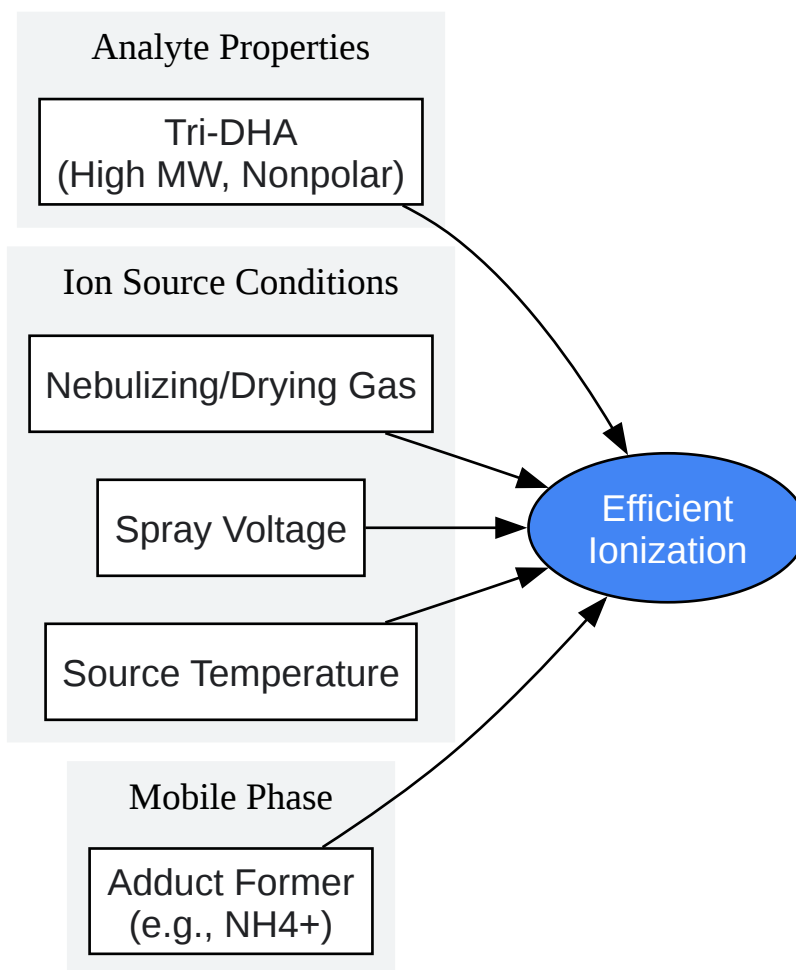 Analyte Properties
Tri-DHA
(High MW, Nonpolar)
Ion Source Conditions
Nebulizing/Drying Gas
Spray Voltage
Source Temperature
Efficient
Ionization
Mobile Phase
Adduct Former
(e.g., NH4+)